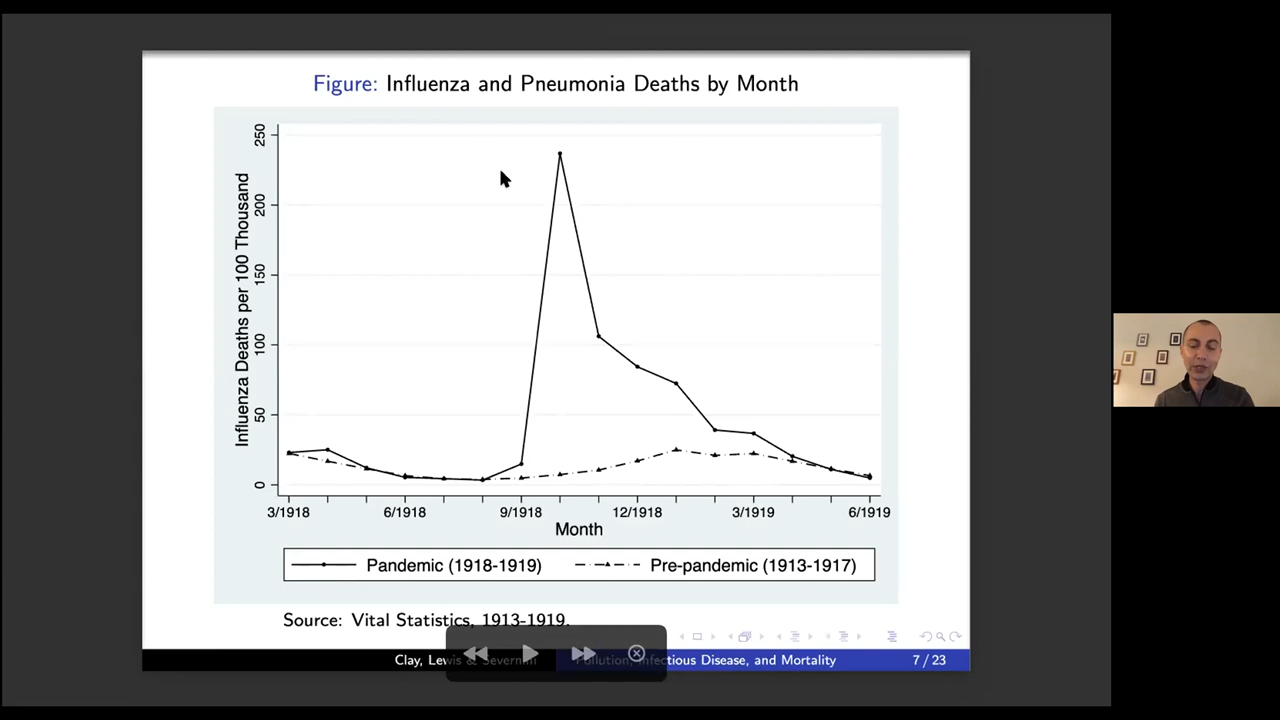 Figure: Influenza and Pneumonia Deaths by Month
Influenza Deaths per 100 Thousand
250
200
150
100
50
0
3/1918 6/1918 9/1918 12/1918 3/1919 6/1919
Month
Pandemic (1918-1919) Pre-pandemic (1913-1917)
Source: Vital Statistics, 1913-1919.
Clay, Lewis & Severnini Pollution, Infectious Disease, and Mortality 7 / 23